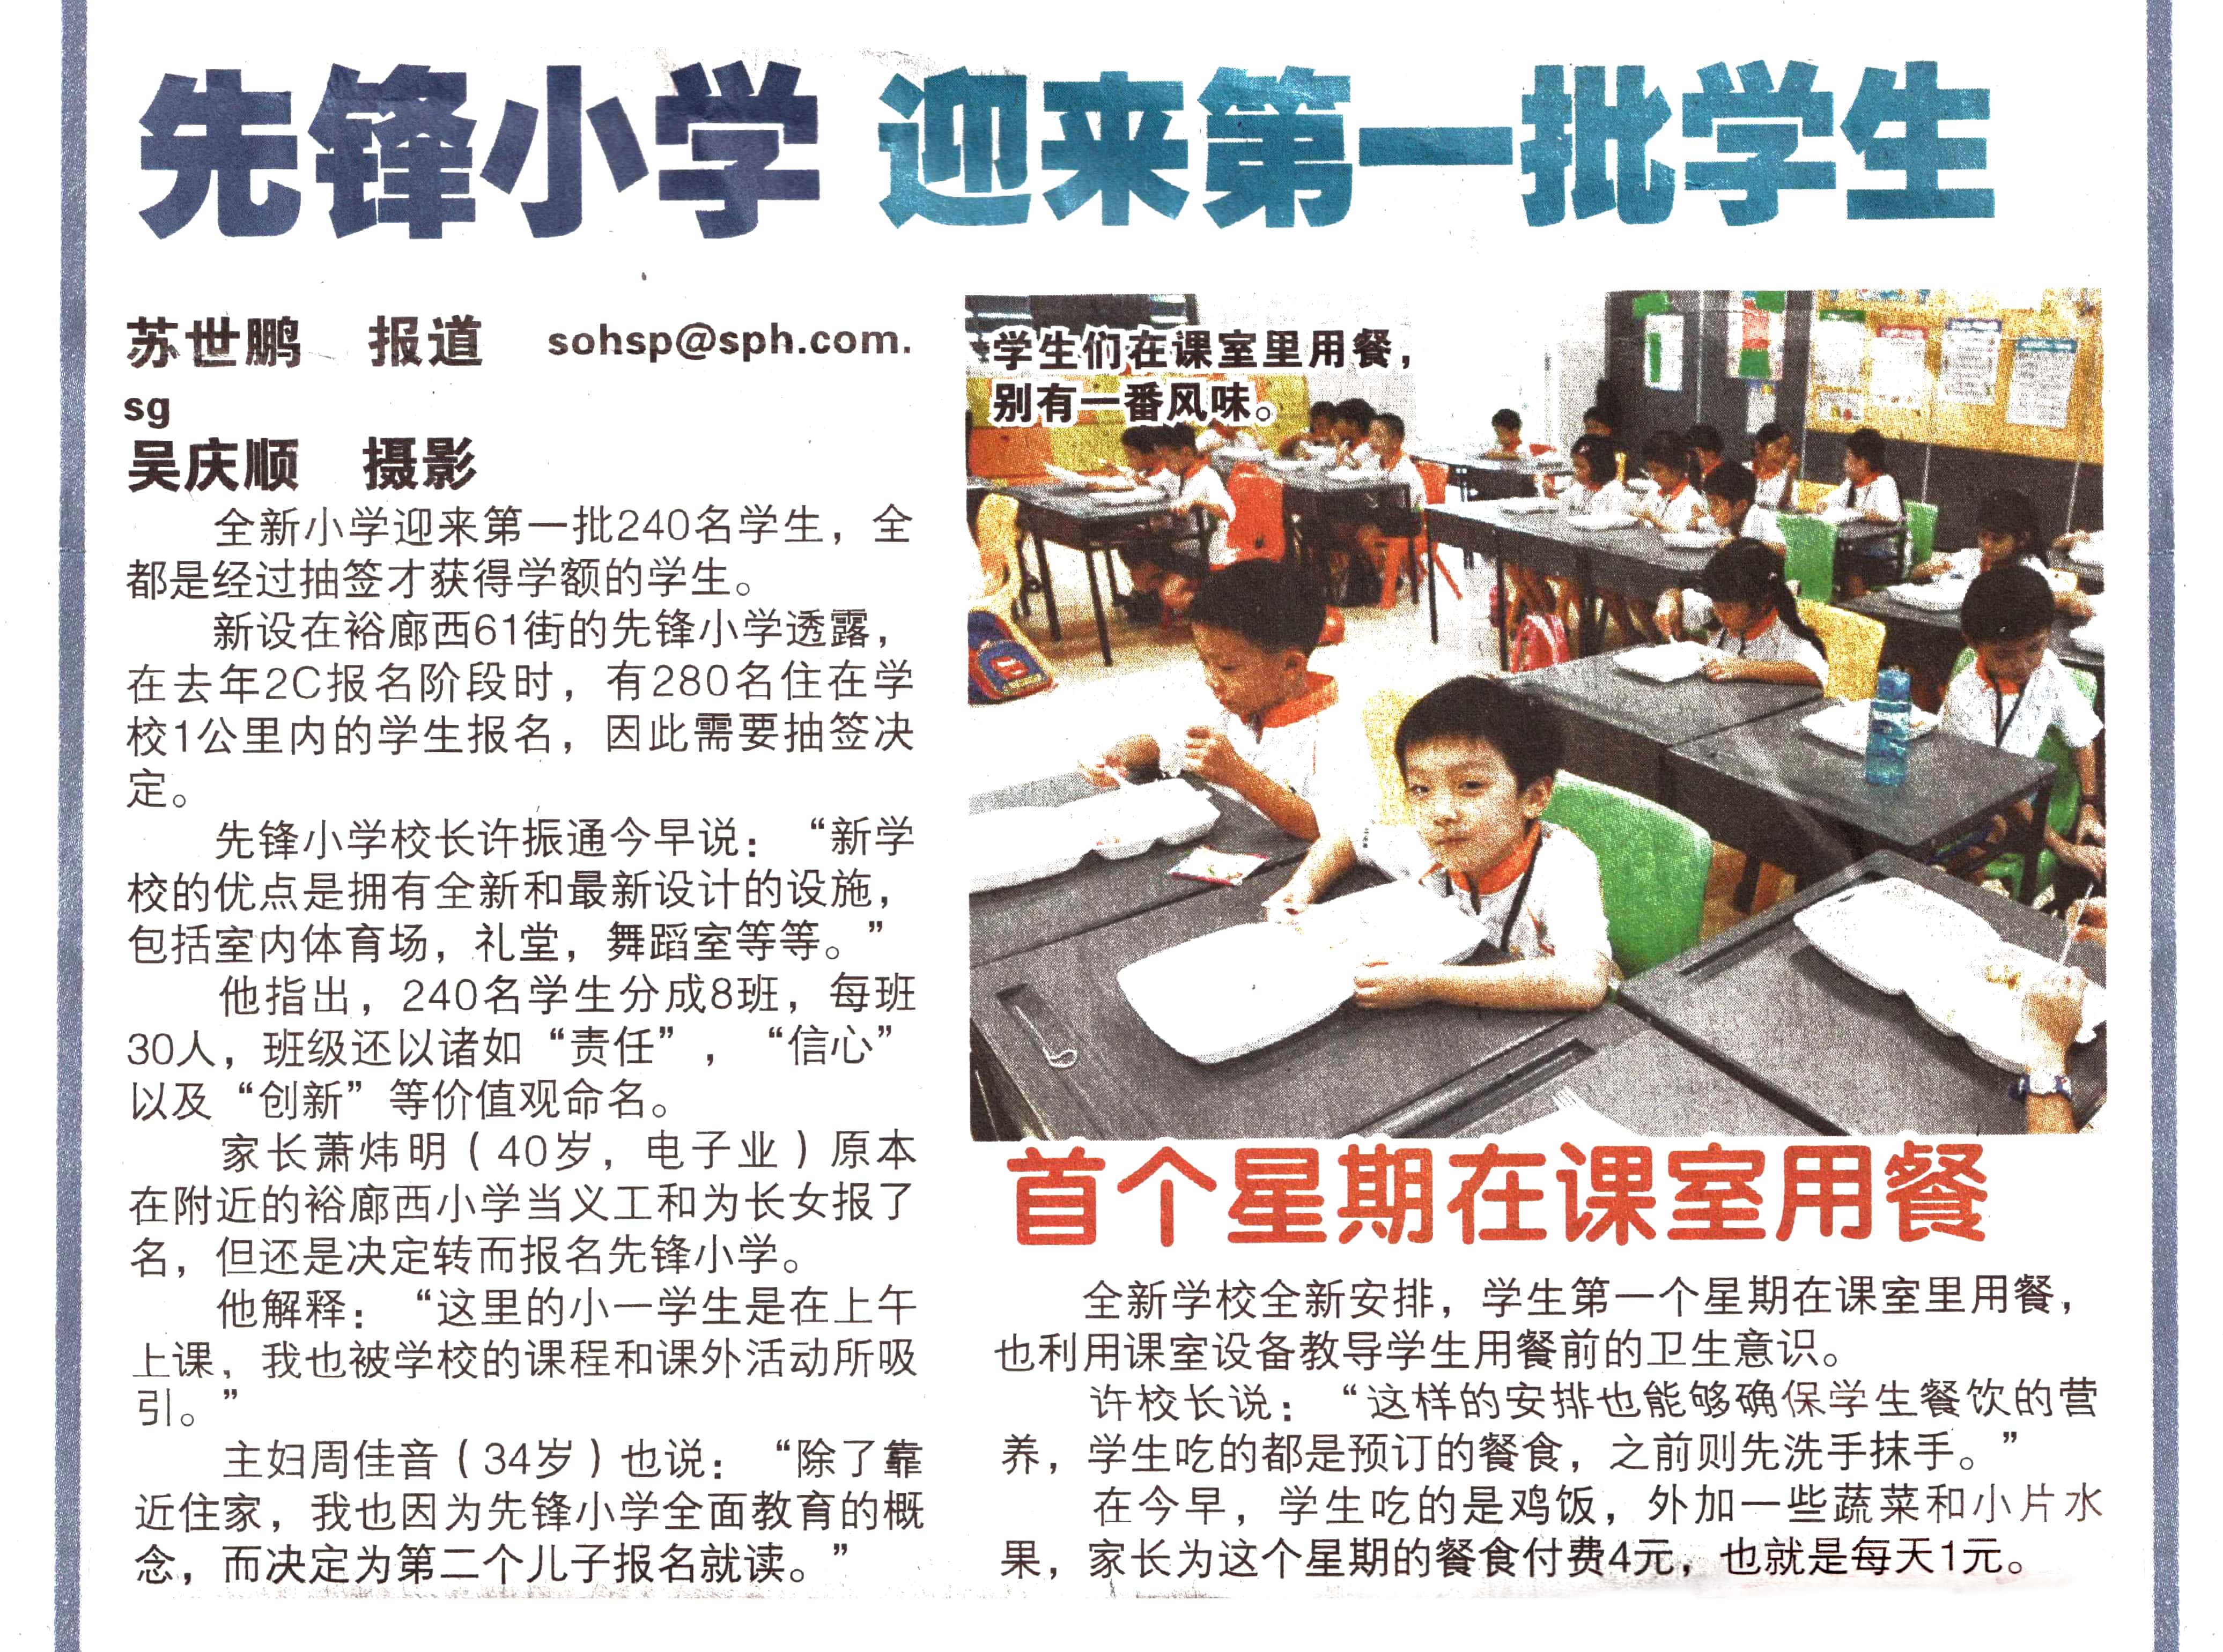 先锋小学 迎来第一批学生
苏世鹏 报道 sohsp@sph.com.
sg
吴庆顺 摄影
全新小学迎来第一批240名学生，全
都是经过抽签才获得学额的学生。
新设在裕廊西61街的先锋小学透露，
在去年2C报名阶段时，有280名住在学
校1公里内的学生报名，因此需要抽签决
定。
先锋小学校长许振通今早说：“新学
校的优点是拥有全新和最新设计的设施，
包括室内体育场，礼堂，舞蹈室等等。”
他指出，240名学生分成8班，每班
30人，班级还以诸如“责任”，“信心”
以及“创新”等价值观命名。
家长萧炜明（40岁，电子业）原本
在附近的裕廊西小学当义工和为长女报了
名，但还是决定转而报名先锋小学。
他解释：“这里的小一学生是在上午
上课，我也被学校的课程和课外活动所吸
引。”
主妇周佳音（34岁）也说：“除了靠
近住家，我也因为先锋小学全面教育的概
念，而决定为第二个儿子报名就读。”
学生们在课室里用餐，
别有一番风味。
首个星期在课室用餐
全新学校全新安排，学生第一个星期在课室里用餐，
也利用课室设备教导学生用餐前的卫生意识。
许校长说：“这样的安排也能够确保学生餐饮的营
养，学生吃的都是预订的餐食，之前则先洗手抹手。”
在今早，学生吃的是鸡饭，外加一些蔬菜和小片水
果，家长为这个星期的餐食付费4元，也就是每天1元。